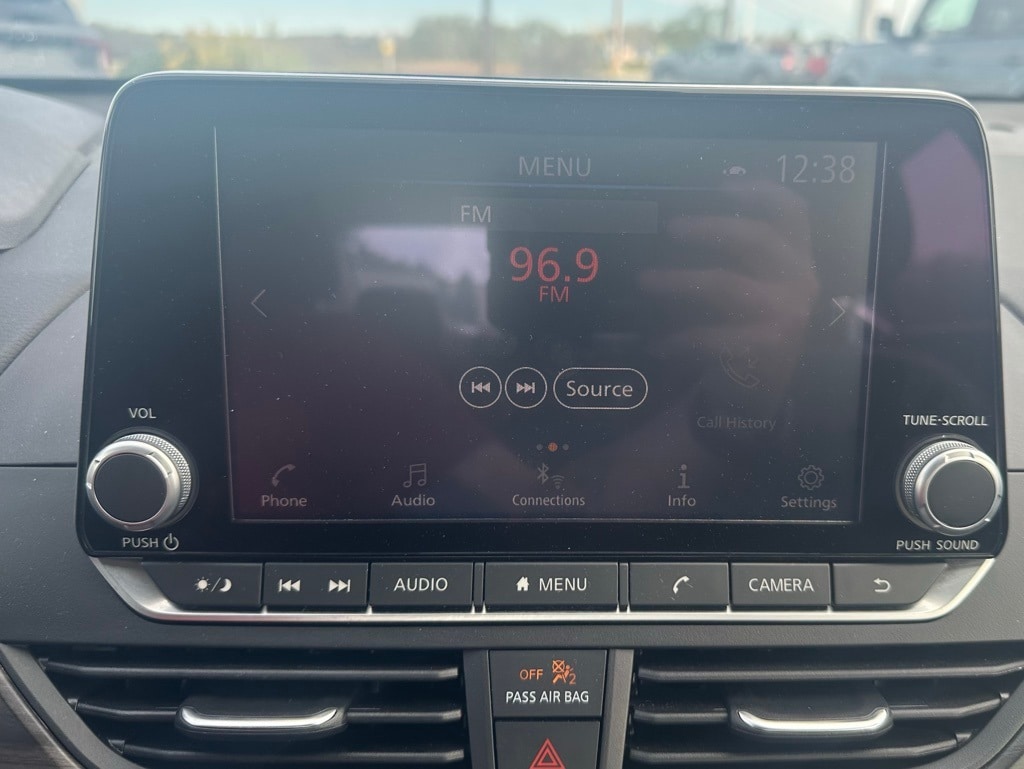 MENU 12:38
FM
96.9
FM
Source
Call History
Phone Audio Connections Info Settings
VOL
PUSH
TUNE·SCROLL
PUSH SOUND
AUDIO MENU CAMERA
OFF 2
PASS AIR BAG